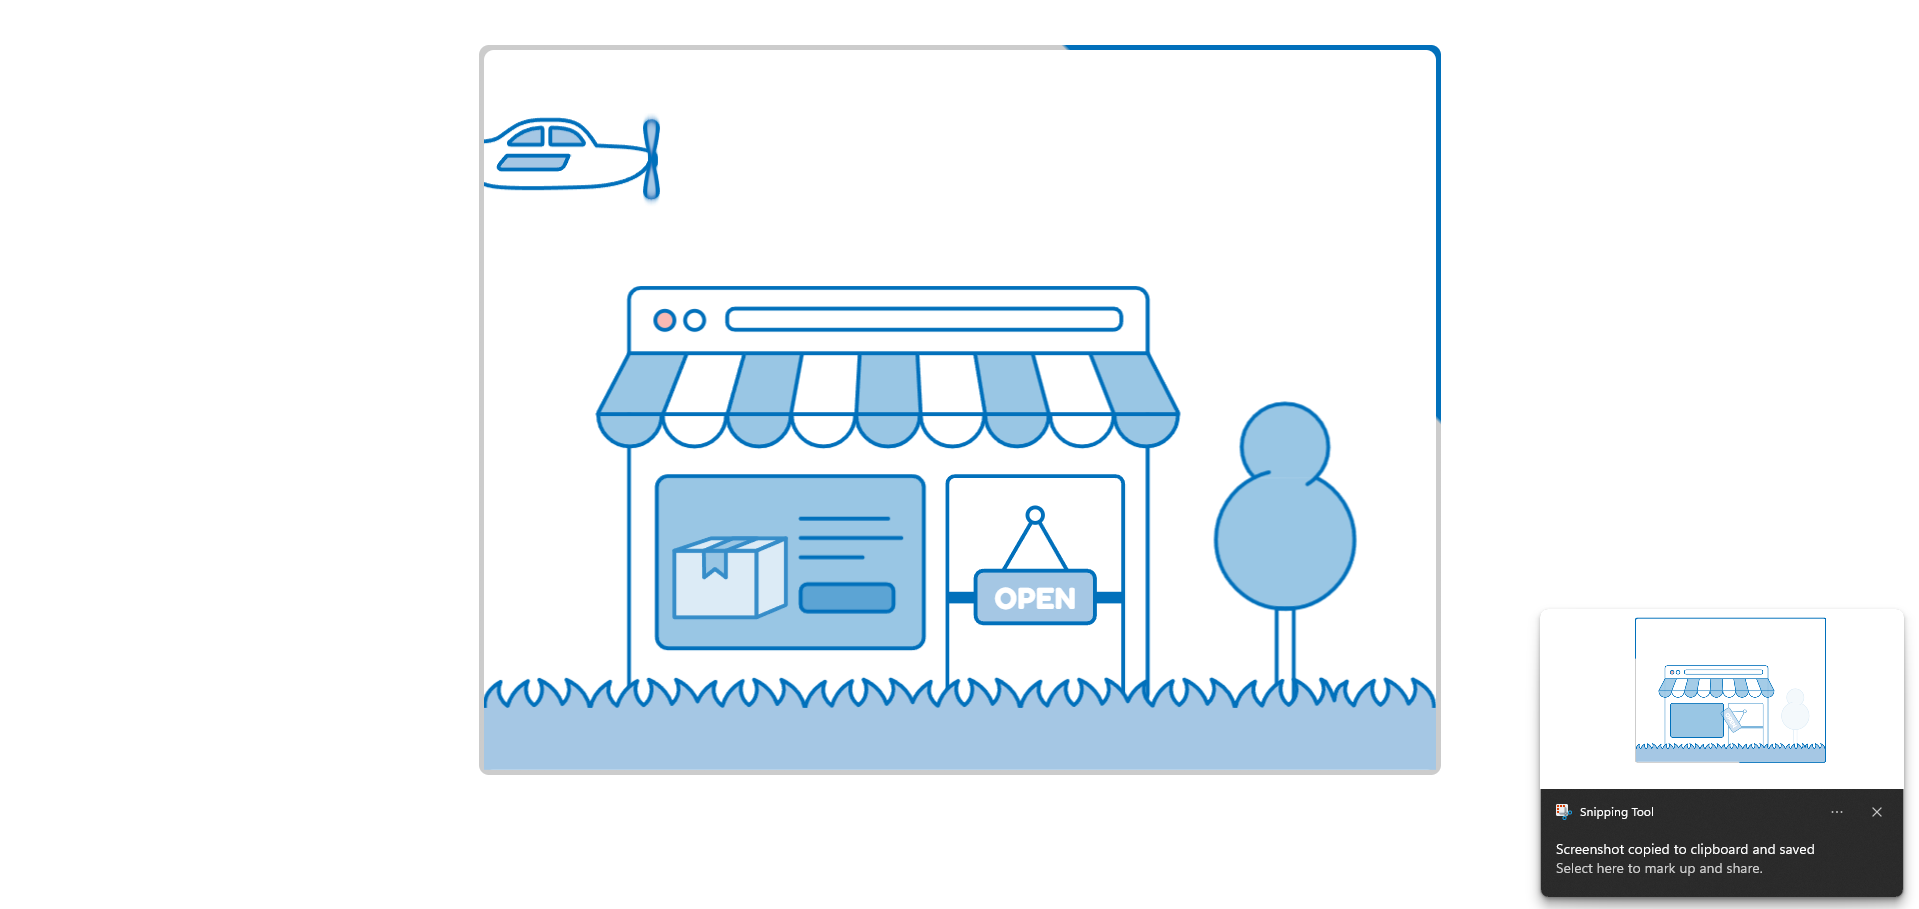 OPEN
Snipping Tool
Screenshot copied to clipboard and saved
Select here to mark up and share.